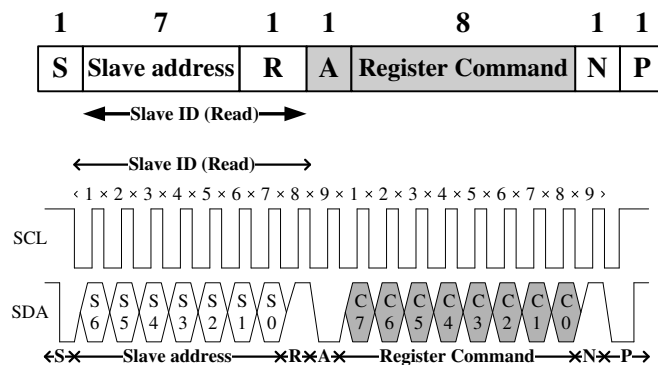 1 7 1 1 8 1 1
S Slave address R A Register Command N P
Slave ID (Read)
Slave ID (Read)
1 × 2 × 3 × 4 × 5 × 6 × 7 × 8 × 9 × 1 × 2 × 3 × 4 × 5 × 6 × 7 × 8 × 9
SCL
SDA S6 S5 S4 S3 S2 S1 S0 C7 C6 C5 C4 C3 C2 C1 C0
S Slave address R A Register Command N P